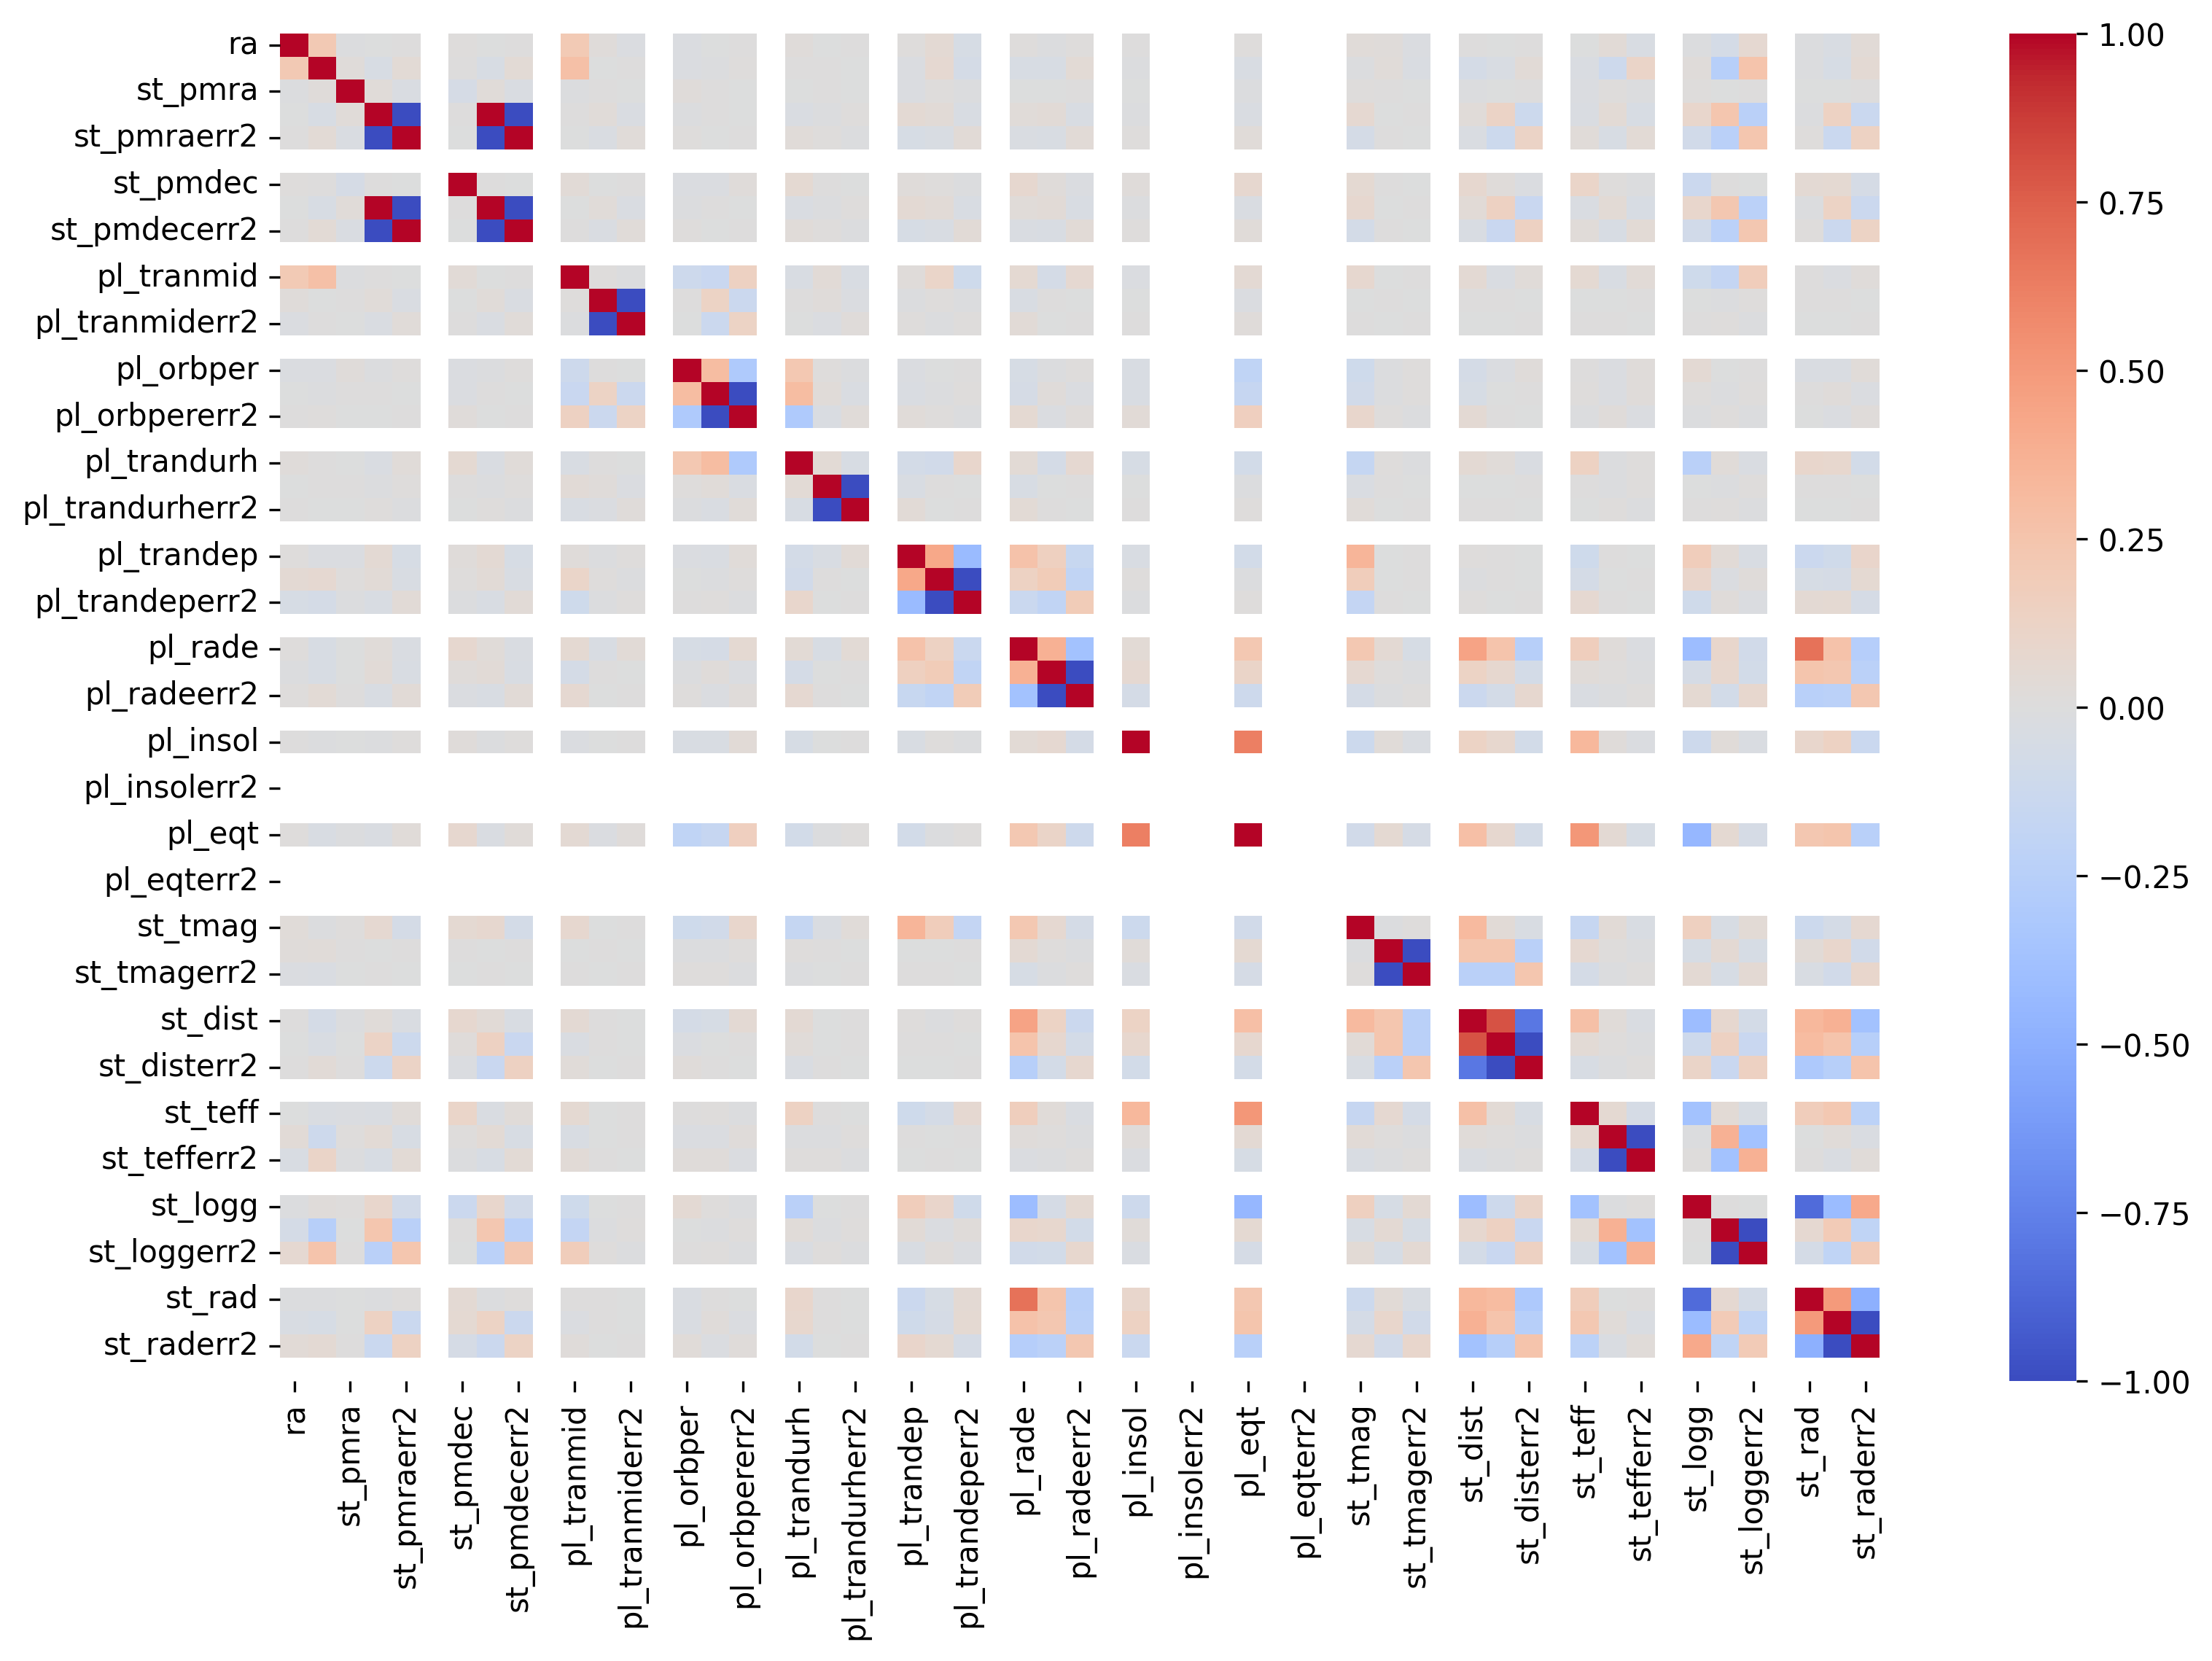 ra
st_pmra
st_pmraerr2
st_pmdec
st_pmdecerr2
pl_tranmid
pl_tranmiderr2
pl_orbper
pl_orbpererr2
pl_trandurh
pl_trandurherr2
pl_trandep
pl_trandeperr2
pl_rade
pl_radeerr2
pl_insol
pl_insolerr2
pl_eqt
pl_eqterr2
st_tmag
st_tmagerr2
st_dist
st_disterr2
st_teff
st_tefferr2
st_logg
st_loggerr2
st_rad
st_raderr2
ra
st_pmra
st_pmraerr2
st_pmdec
st_pmdecerr2
pl_tranmid
pl_tranmiderr2
pl_orbper
pl_orbpererr2
pl_trandurh
pl_trandurherr2
pl_trandep
pl_trandeperr2
pl_rade
pl_radeerr2
pl_insol
pl_insolerr2
pl_eqt
pl_eqterr2
st_tmag
st_tmagerr2
st_dist
st_disterr2
st_teff
st_tefferr2
st_logg
st_loggerr2
st_rad
st_raderr2
1.00
0.75
0.50
0.25
0.00
−0.25
−0.50
−0.75
−1.00